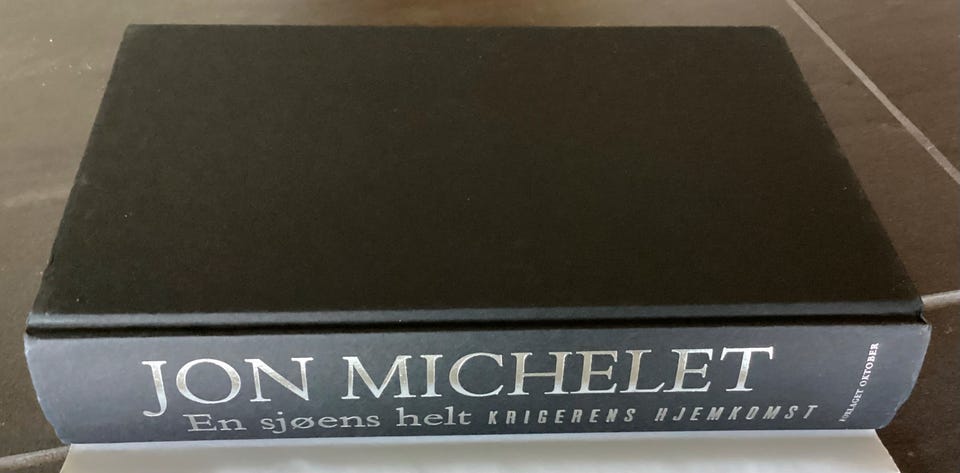 JON MICHELET
En sjøens helt KRIGERENS HJEMKOMST
FORLAGET OKTOBER